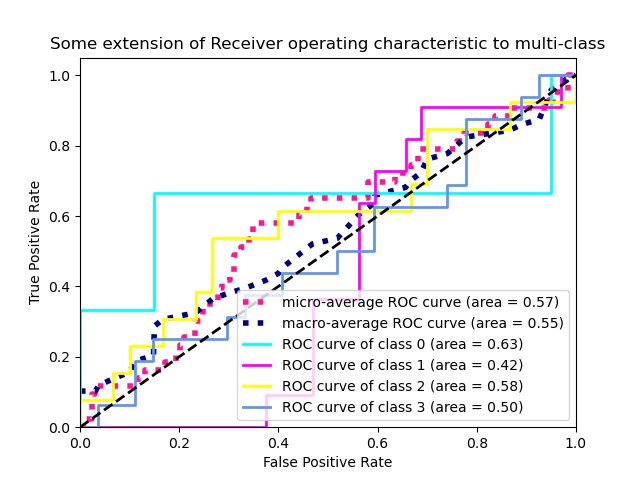 Some extension of Receiver operating characteristic to multi-class
1.0
0.8
0.6
0.4
0.2
0.0
True Positive Rate
micro-average ROC curve (area = 0.57)
macro-average ROC curve (area = 0.55)
ROC curve of class 0 (area = 0.63)
ROC curve of class 1 (area = 0.42)
ROC curve of class 2 (area = 0.58)
ROC curve of class 3 (area = 0.50)
0.0 0.2 0.4 0.6 0.8 1.0
False Positive Rate